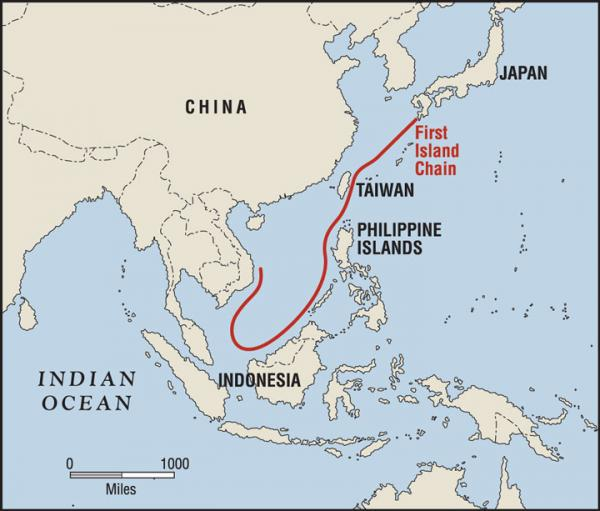 JAPAN
CHINA
First
Island
Chain
TAIWAN
PHILIPPINE
ISLANDS
INDIAN
OCEAN
INDONESIA
0 1000
Miles